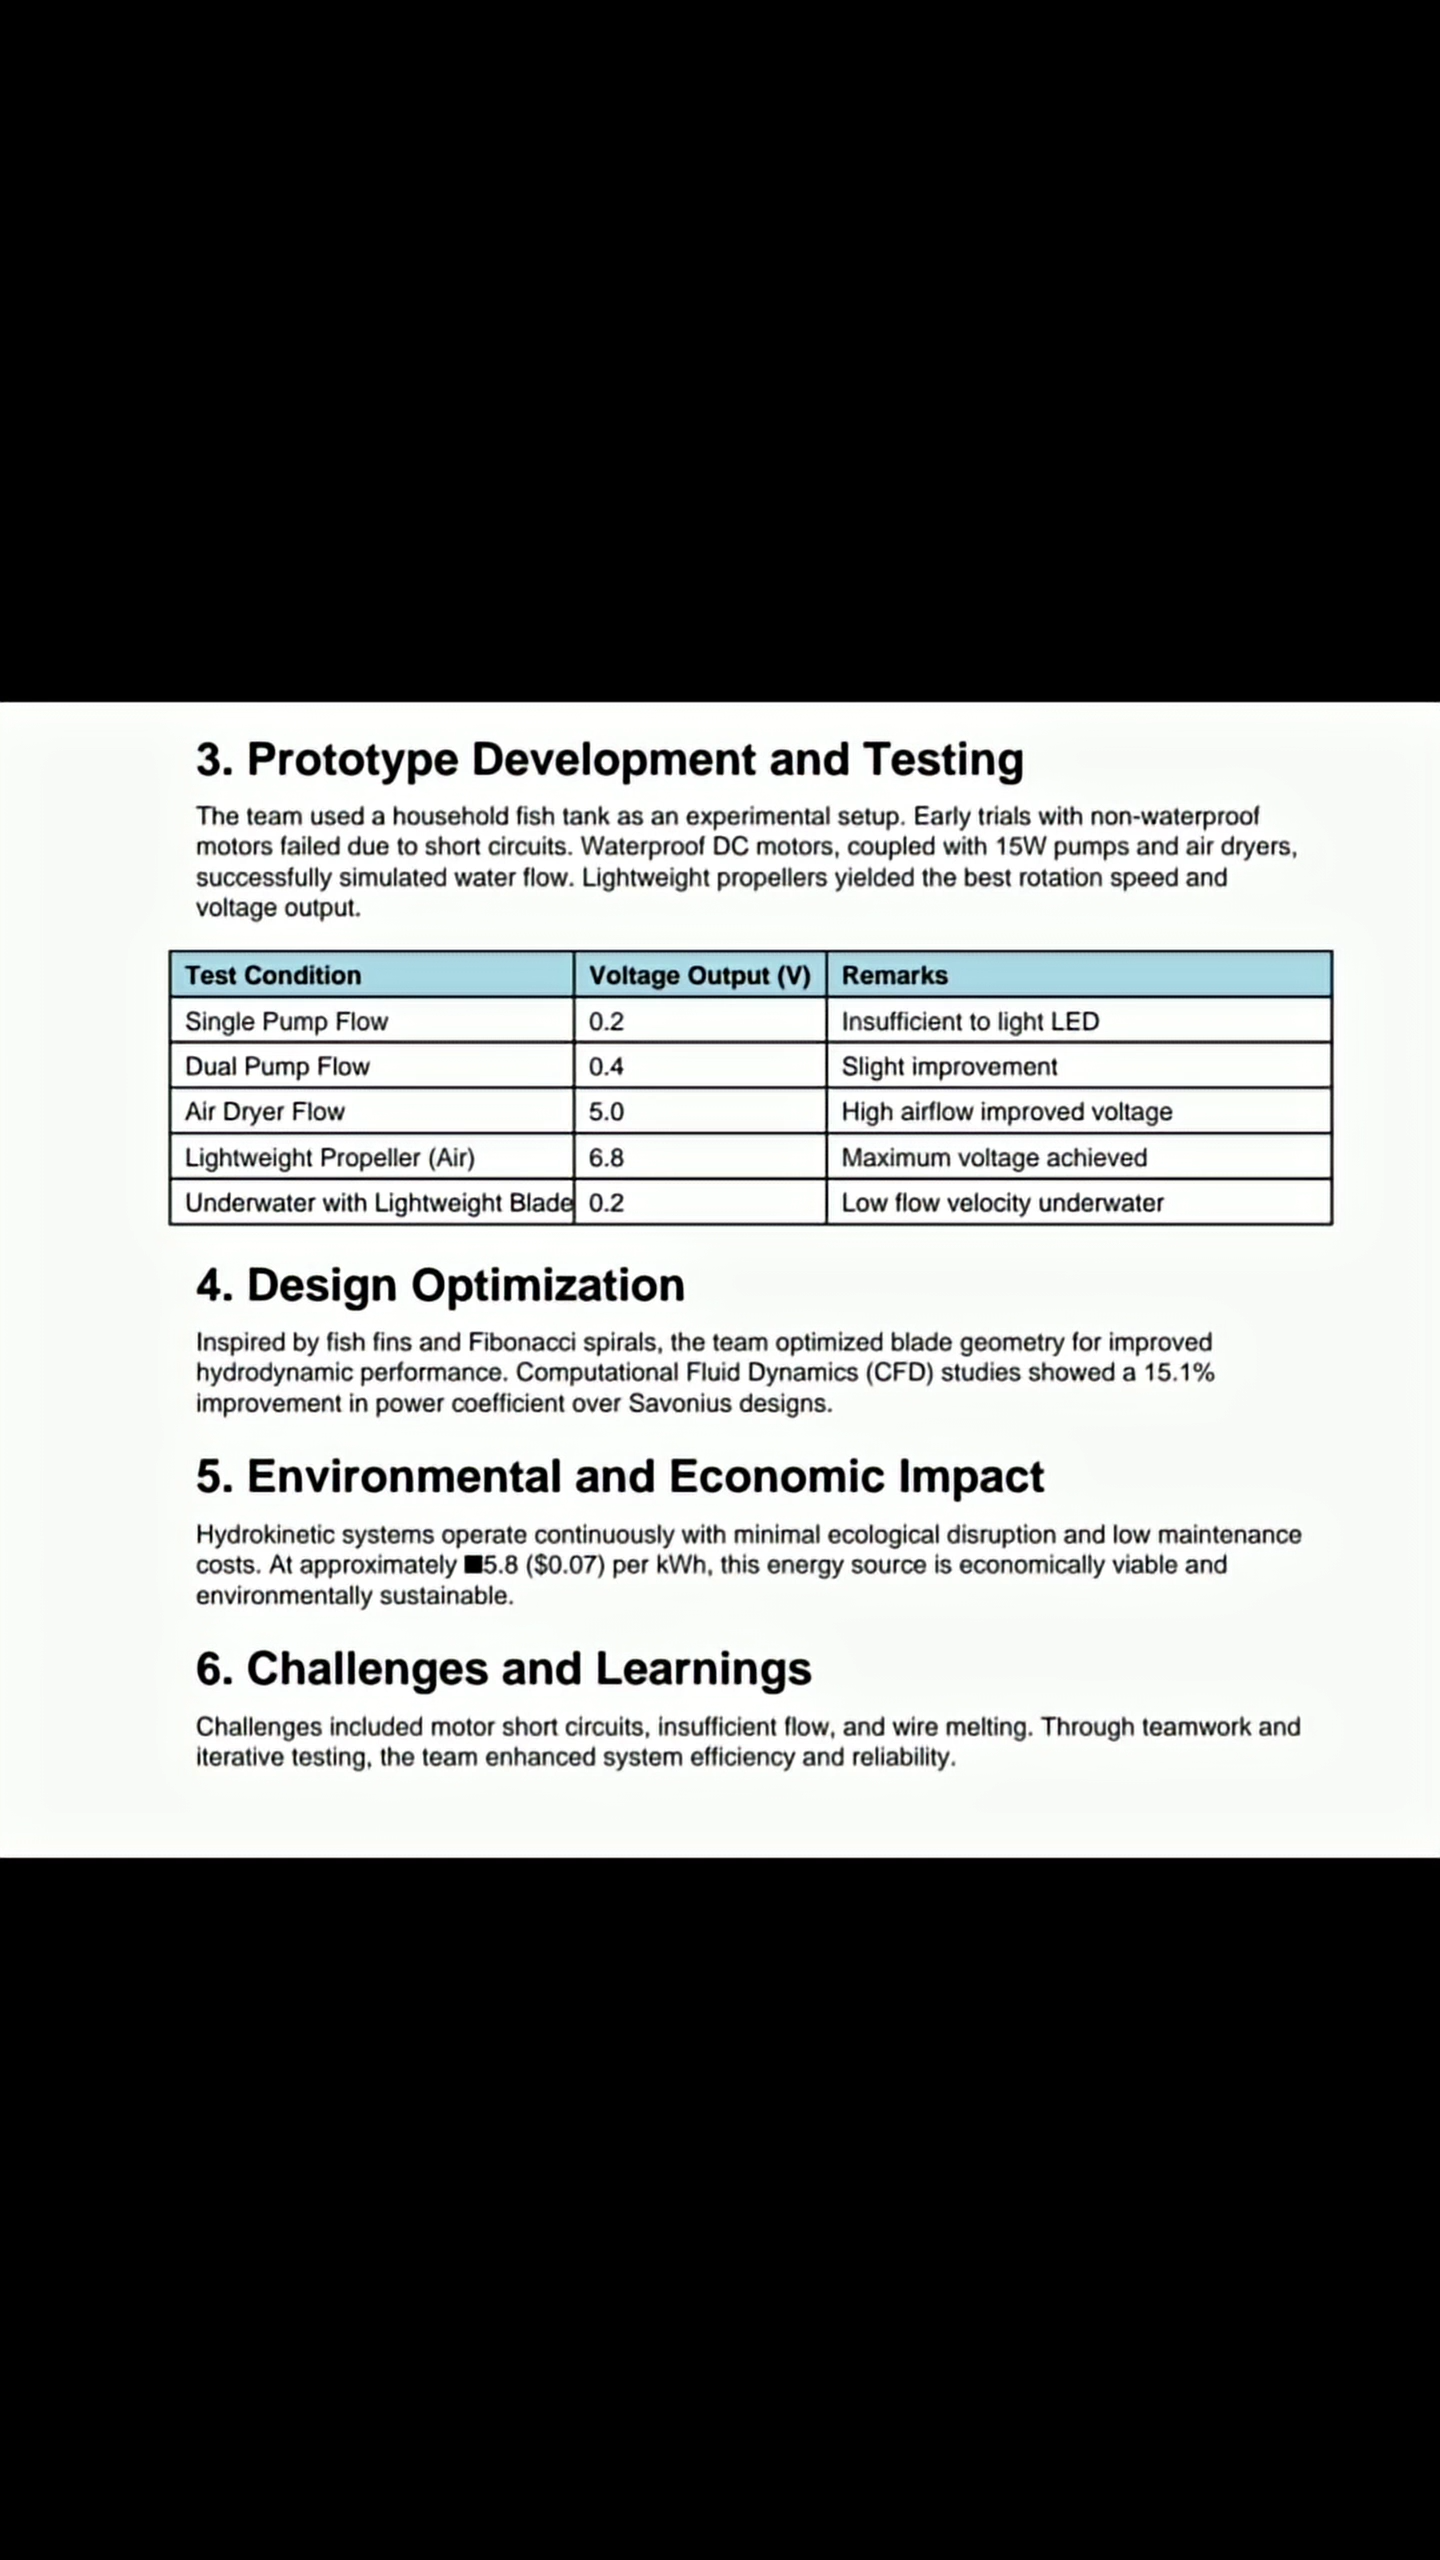 3. Prototype Development and Testing
The team used a household fish tank as an experimental setup. Early trials with non-waterproof
motors failed due to short circuits. Waterproof DC motors, coupled with 15W pumps and air dryers,
successfully simulated water flow. Lightweight propellers yielded the best rotation speed and
voltage output.
Test Condition Voltage Output (V) Remarks
Single Pump Flow 0.2 Insufficient to light LED
Dual Pump Flow 0.4 Slight improvement
Air Dryer Flow 5.0 High airflow improved voltage
Lightweight Propeller (Air) 6.8 Maximum voltage achieved
Underwater with Lightweight Blade 0.2 Low flow velocity underwater
4. Design Optimization
Inspired by fish fins and Fibonacci spirals, the team optimized blade geometry for improved
hydrodynamic performance. Computational Fluid Dynamics (CFD) studies showed a 15.1%
improvement in power coefficient over Savonius designs.
5. Environmental and Economic Impact
Hydrokinetic systems operate continuously with minimal ecological disruption and low maintenance
costs. At approximately ■5.8 ($0.07) per kWh, this energy source is economically viable and
environmentally sustainable.
6. Challenges and Learnings
Challenges included motor short circuits, insufficient flow, and wire melting. Through teamwork and
iterative testing, the team enhanced system efficiency and reliability.